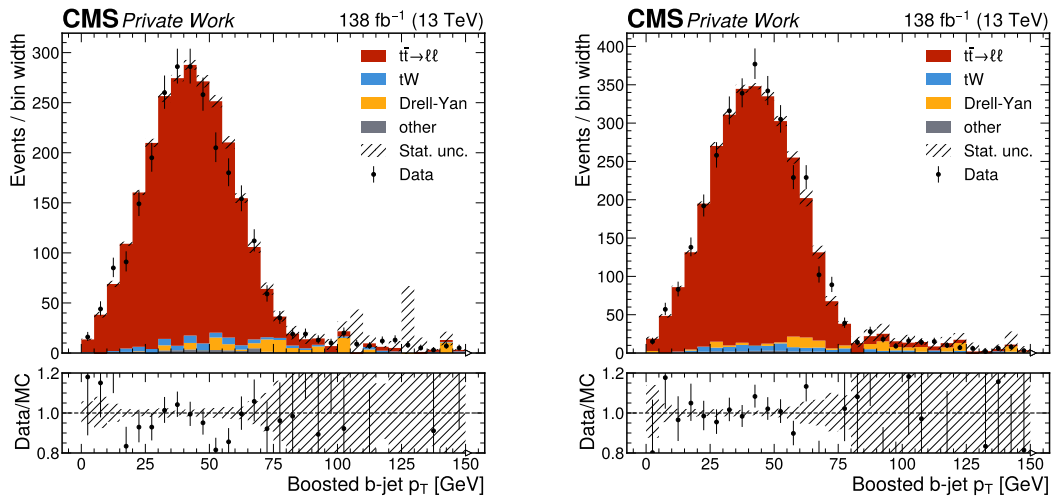 CMS Private Work 138 fb⁻¹ (13 TeV)
Events / bin width
300
250
200
150
100
50
0
tt̄→ℓℓ
tW
Drell-Yan
other
Stat. unc.
Data
Data/MC
1.2
1.0
0.8
0 25 50 75 100 125 150
Boosted b-jet p_T [GeV]
CMS Private Work 138 fb⁻¹ (13 TeV)
Events / bin width
400
350
300
250
200
150
100
50
0
tt̄→ℓℓ
tW
Drell-Yan
other
Stat. unc.
Data
Data/MC
1.2
1.0
0.8
0 25 50 75 100 125 150
Boosted b-jet p_T [GeV]